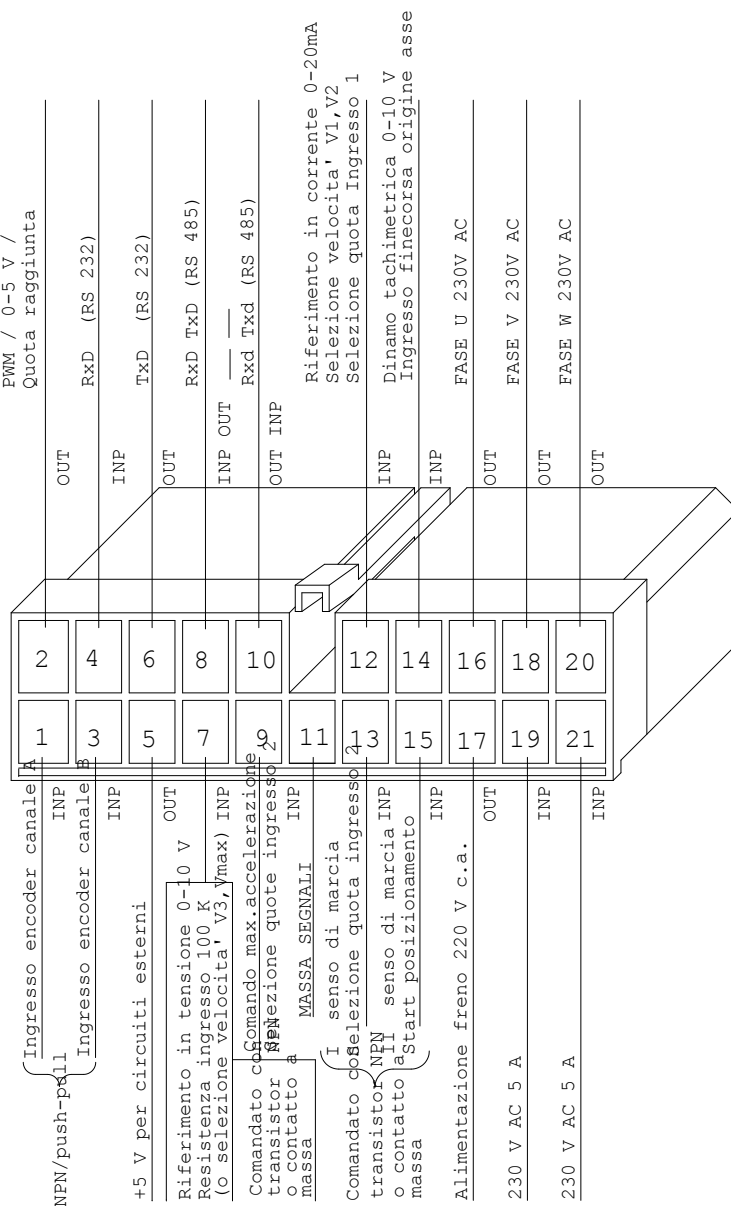 PWM / 0-5 V /
Quota raggiunta
OUT
RxD (RS 232)
INP
TxD (RS 232)
OUT
RxD TxD (RS 485)
INP OUT
Rxd Txd (RS 485)
OUT INP
Riferimento in corrente 0-20mA
Selezione velocita' V1,V2
Selezione quota Ingresso 1
INP
Dinamo tachimetrica 0-10 V
Ingresso finecorsa origine asse
INP
FASE U 230V AC
OUT
FASE V 230V AC
OUT
FASE W 230V AC
OUT
2
4
6
8
10
12
14
16
18
20
1
3
5
7
9
11
13
15
17
19
21
Ingresso encoder canale A
INP
Ingresso encoder canale B
INP
NPN/push-pull
+5 V per circuiti esterni
OUT
Riferimento in tensione 0-10 V
Resistenza ingresso 100 K
(o selezione velocita' V3,Vmax)
INP
Comando max.accelerazione
Selezione quote ingresso 2
INP
Comandato con
transistor NPN
o contatto a
massa
MASSA SEGNALI
I senso di marcia
Selezione quota ingresso 2
INP
II senso di marcia
Start posizionamento
INP
Comandato con
transistor NPN
o contatto a
massa
Alimentazione freno 220 V c.a.
OUT
230 V AC 5 A
INP
230 V AC 5 A
INP